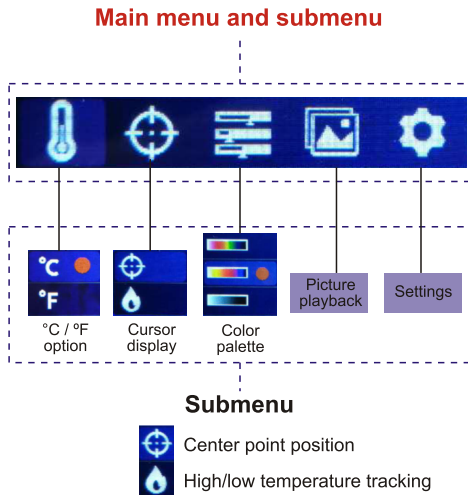 Main menu and submenu
°C
°F
°C / ºF
option
Cursor
display
Color
palette
Picture
playback
Settings
Submenu
Center point position
High/low temperature tracking